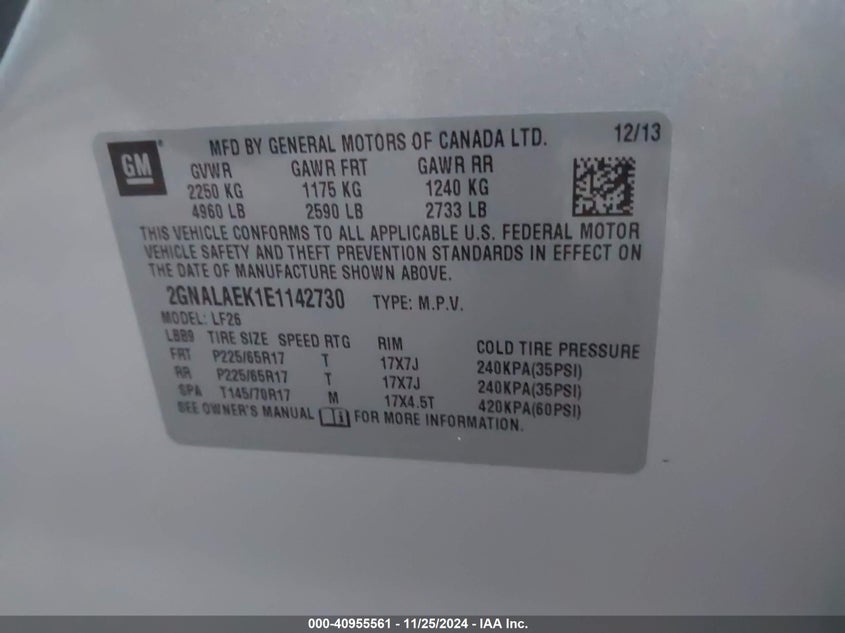 GM
MFD BY GENERAL MOTORS OF CANADA LTD. 12/13
GVWR GAWR FRT GAWR RR
2250 KG 1175 KG 1240 KG
4960 LB 2590 LB 2733 LB
THIS VEHICLE CONFORMS TO ALL APPLICABLE U.S. FEDERAL MOTOR
VEHICLE SAFETY AND THEFT PREVENTION STANDARDS IN EFFECT ON
THE DATE OF MANUFACTURE SHOWN ABOVE.
2GNALAEK1E1142730 TYPE: M.P.V.
MODEL: LF26
LBB9 TIRE SIZE SPEED RTG RIM COLD TIRE PRESSURE
FRT P225/65R17 T 17X7J 240KPA(35PSI)
RR P225/65R17 T 17X7J 240KPA(35PSI)
SPA T145/70R17 M 17X4.5T 420KPA(60PSI)
SEE OWNER'S MANUAL FOR MORE INFORMATION.
000-40955561 - 11/25/2024 - IAA Inc.